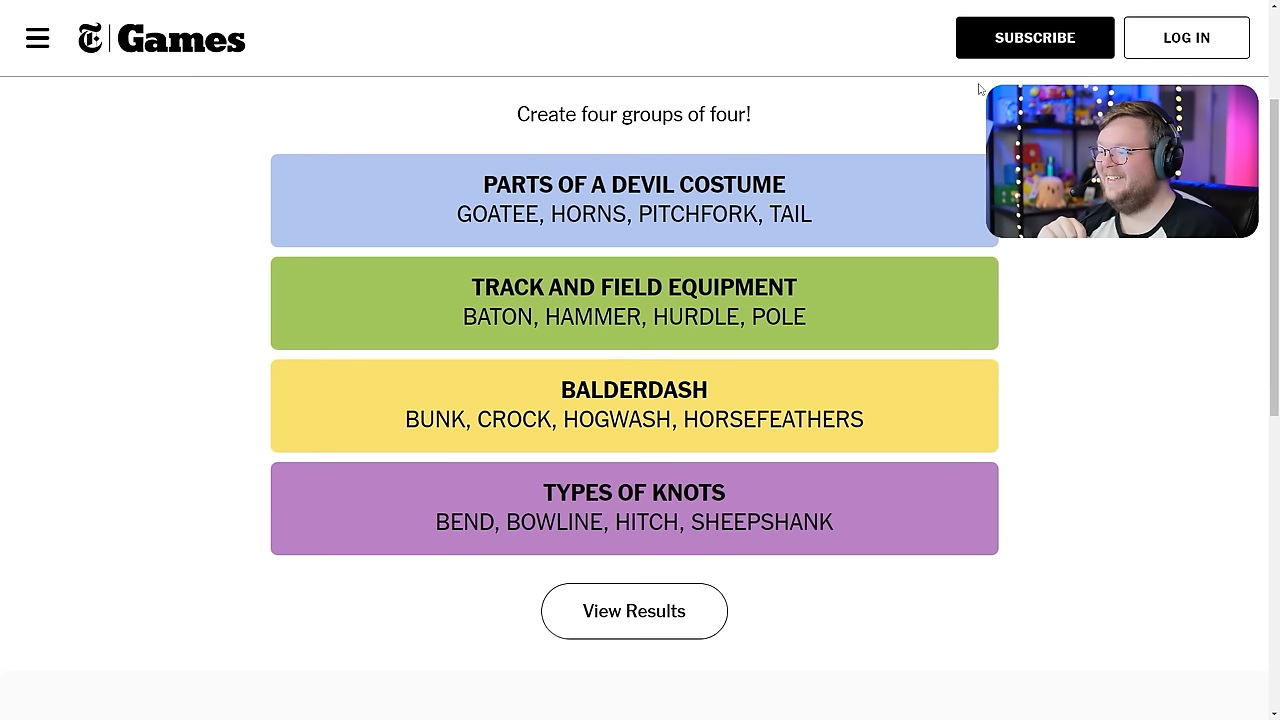 T Games
SUBSCRIBE
LOG IN
Create four groups of four!
PARTS OF A DEVIL COSTUME
GOATEE, HORNS, PITCHFORK, TAIL
TRACK AND FIELD EQUIPMENT
BATON, HAMMER, HURDLE, POLE
BALDERDASH
BUNK, CROCK, HOGWASH, HORSEFEATHERS
TYPES OF KNOTS
BEND, BOWLINE, HITCH, SHEEPSHANK
View Results